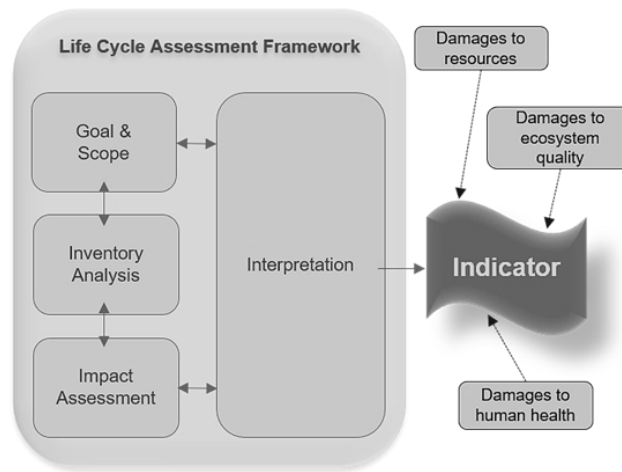 Life Cycle Assessment Framework
Goal &
Scope
Inventory
Analysis
Impact
Assessment
Interpretation
Damages to
resources
Damages to
ecosystem
quality
Indicator
Damages to
human health